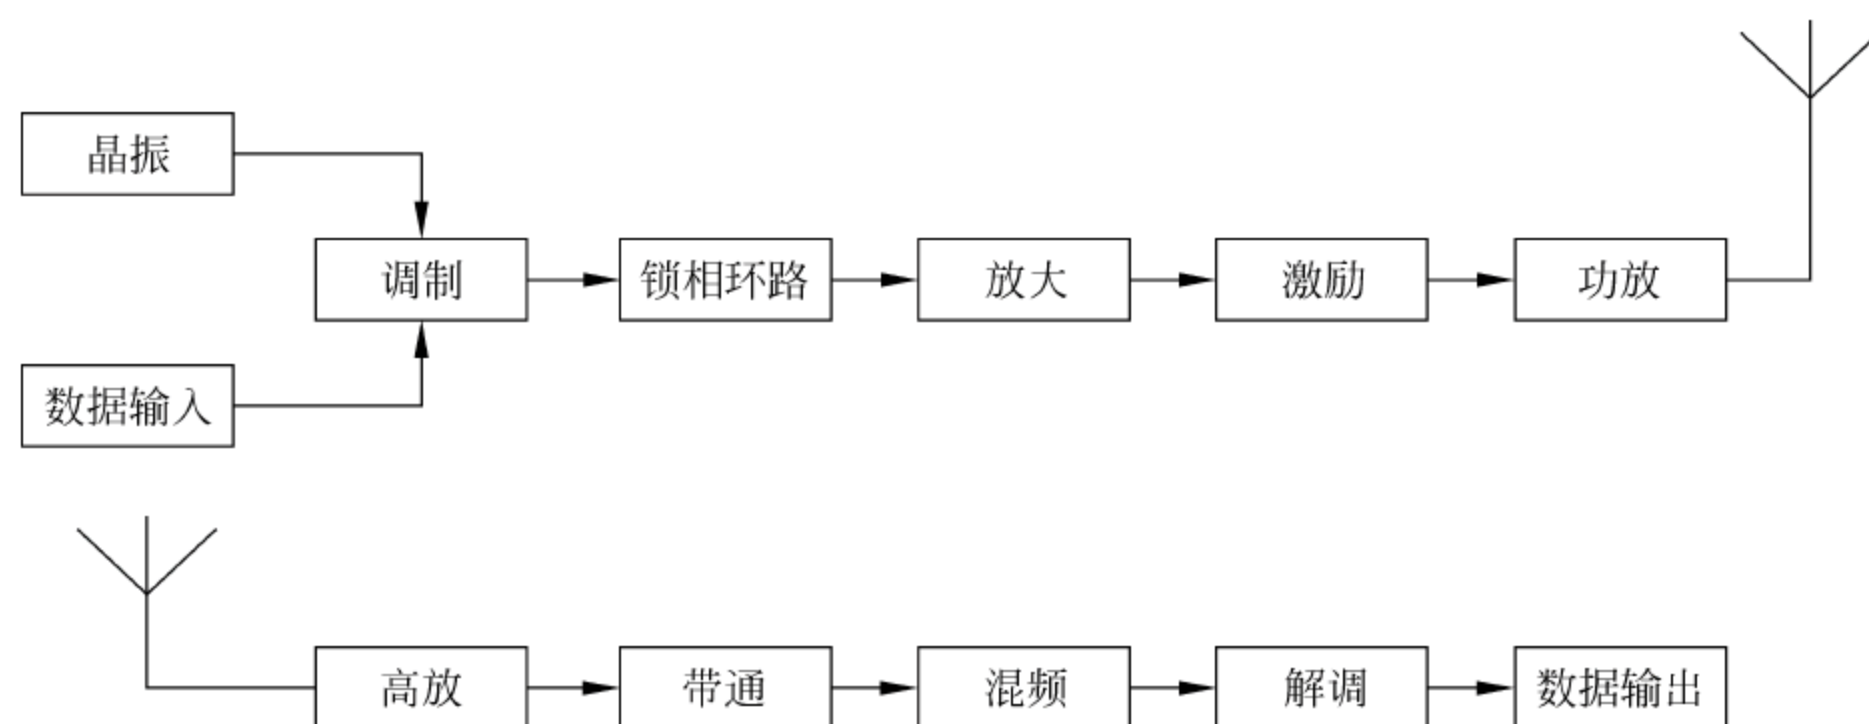 晶振
调制
锁相环路
放大
激励
功放
数据输入
高放
带通
混频
解调
数据输出